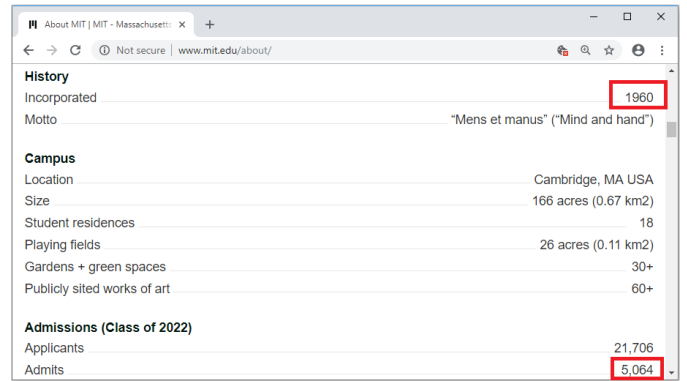 About MIT | MIT - Massachusetts
Not secure | www.mit.edu/about/
History
Incorporated 1960
Motto "Mens et manus" ("Mind and hand")
Campus
Location Cambridge, MA USA
Size 166 acres (0.67 km2)
Student residences 18
Playing fields 26 acres (0.11 km2)
Gardens + green spaces 30+
Publicly sited works of art 60+
Admissions (Class of 2022)
Applicants 21,706
Admits 5,064